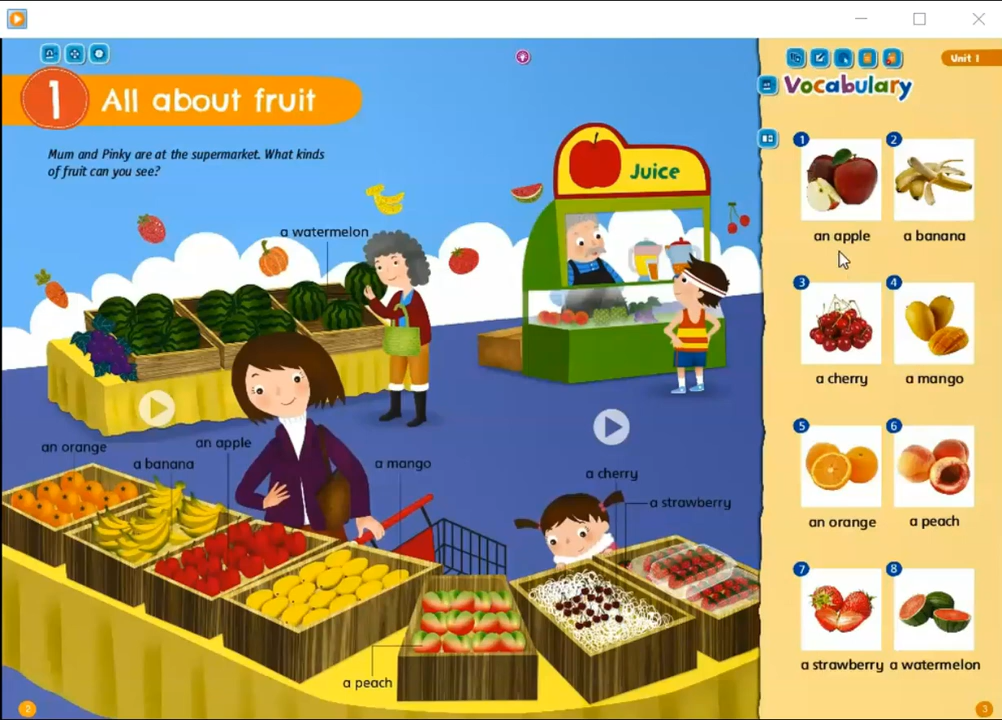 1 All about fruit
Mum and Pinky are at the supermarket. What kinds
of fruit can you see?
a watermelon
Juice
an orange
a banana
an apple
a mango
a cherry
a strawberry
a peach
2
Unit 1
Vocabulary
1
2
an apple
a banana
3
4
a cherry
a mango
5
6
an orange
a peach
7
8
a strawberry
a watermelon
3